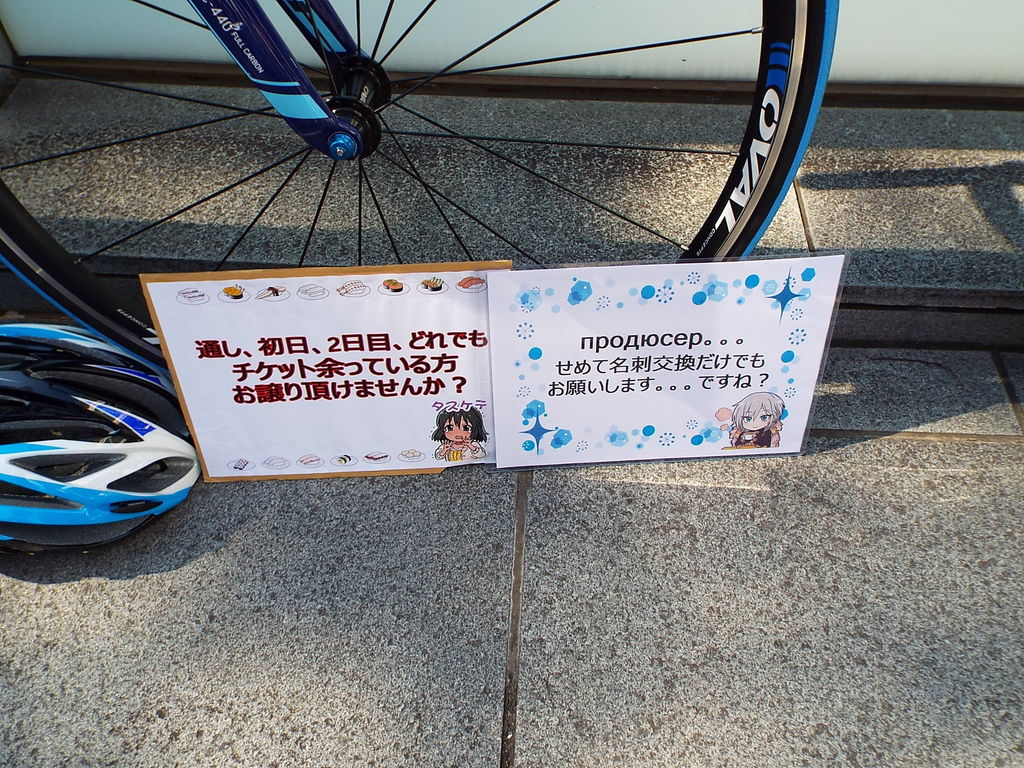 -440 FULL CARBON
OVAL CONCEPTS
通し、初日、2日目、どれでも
チケット余っている方
お譲り頂けませんか？
タスケテ
продюсер。。。
せめて名刺交換だけでも
お願いします。。。ですね？